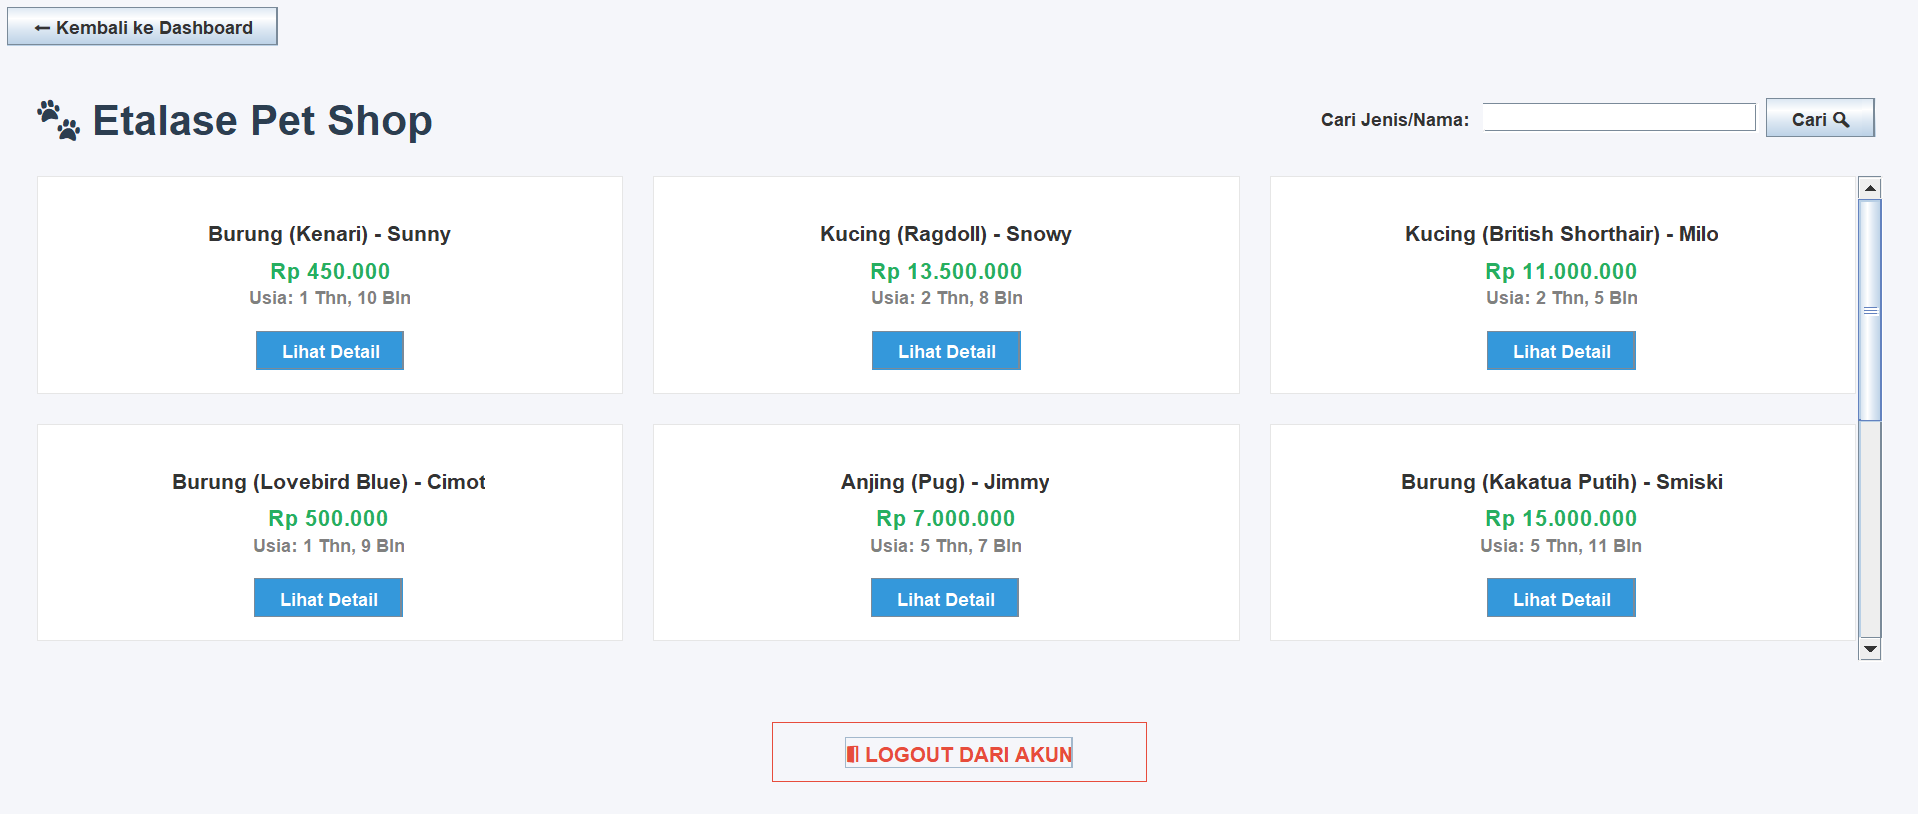 ← Kembali ke Dashboard
Etalase Pet Shop
Cari Jenis/Nama:
Cari
Burung (Kenari) - Sunny
Rp 450.000
Usia: 1 Thn, 10 Bln
Lihat Detail
Kucing (Ragdoll) - Snowy
Rp 13.500.000
Usia: 2 Thn, 8 Bln
Lihat Detail
Kucing (British Shorthair) - Milo
Rp 11.000.000
Usia: 2 Thn, 5 Bln
Lihat Detail
Burung (Lovebird Blue) - Cimot
Rp 500.000
Usia: 1 Thn, 9 Bln
Lihat Detail
Anjing (Pug) - Jimmy
Rp 7.000.000
Usia: 5 Thn, 7 Bln
Lihat Detail
Burung (Kakatua Putih) - Smiski
Rp 15.000.000
Usia: 5 Thn, 11 Bln
Lihat Detail
LOGOUT DARI AKUN